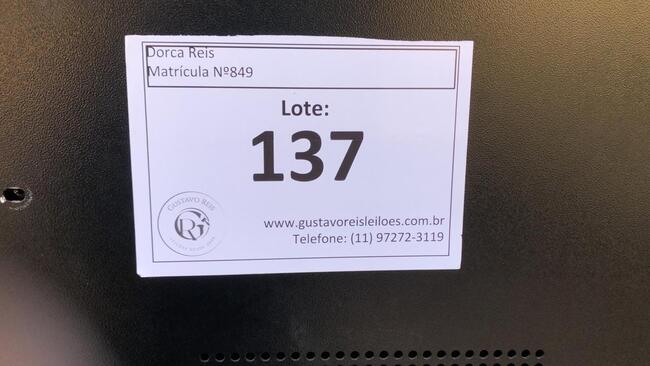 Dorca Reis
Matrícula Nº849
Lote:
137
GUSTAVO REIS
www.gustavoreisleiloes.com.br
Telefone: (11) 97272-3119